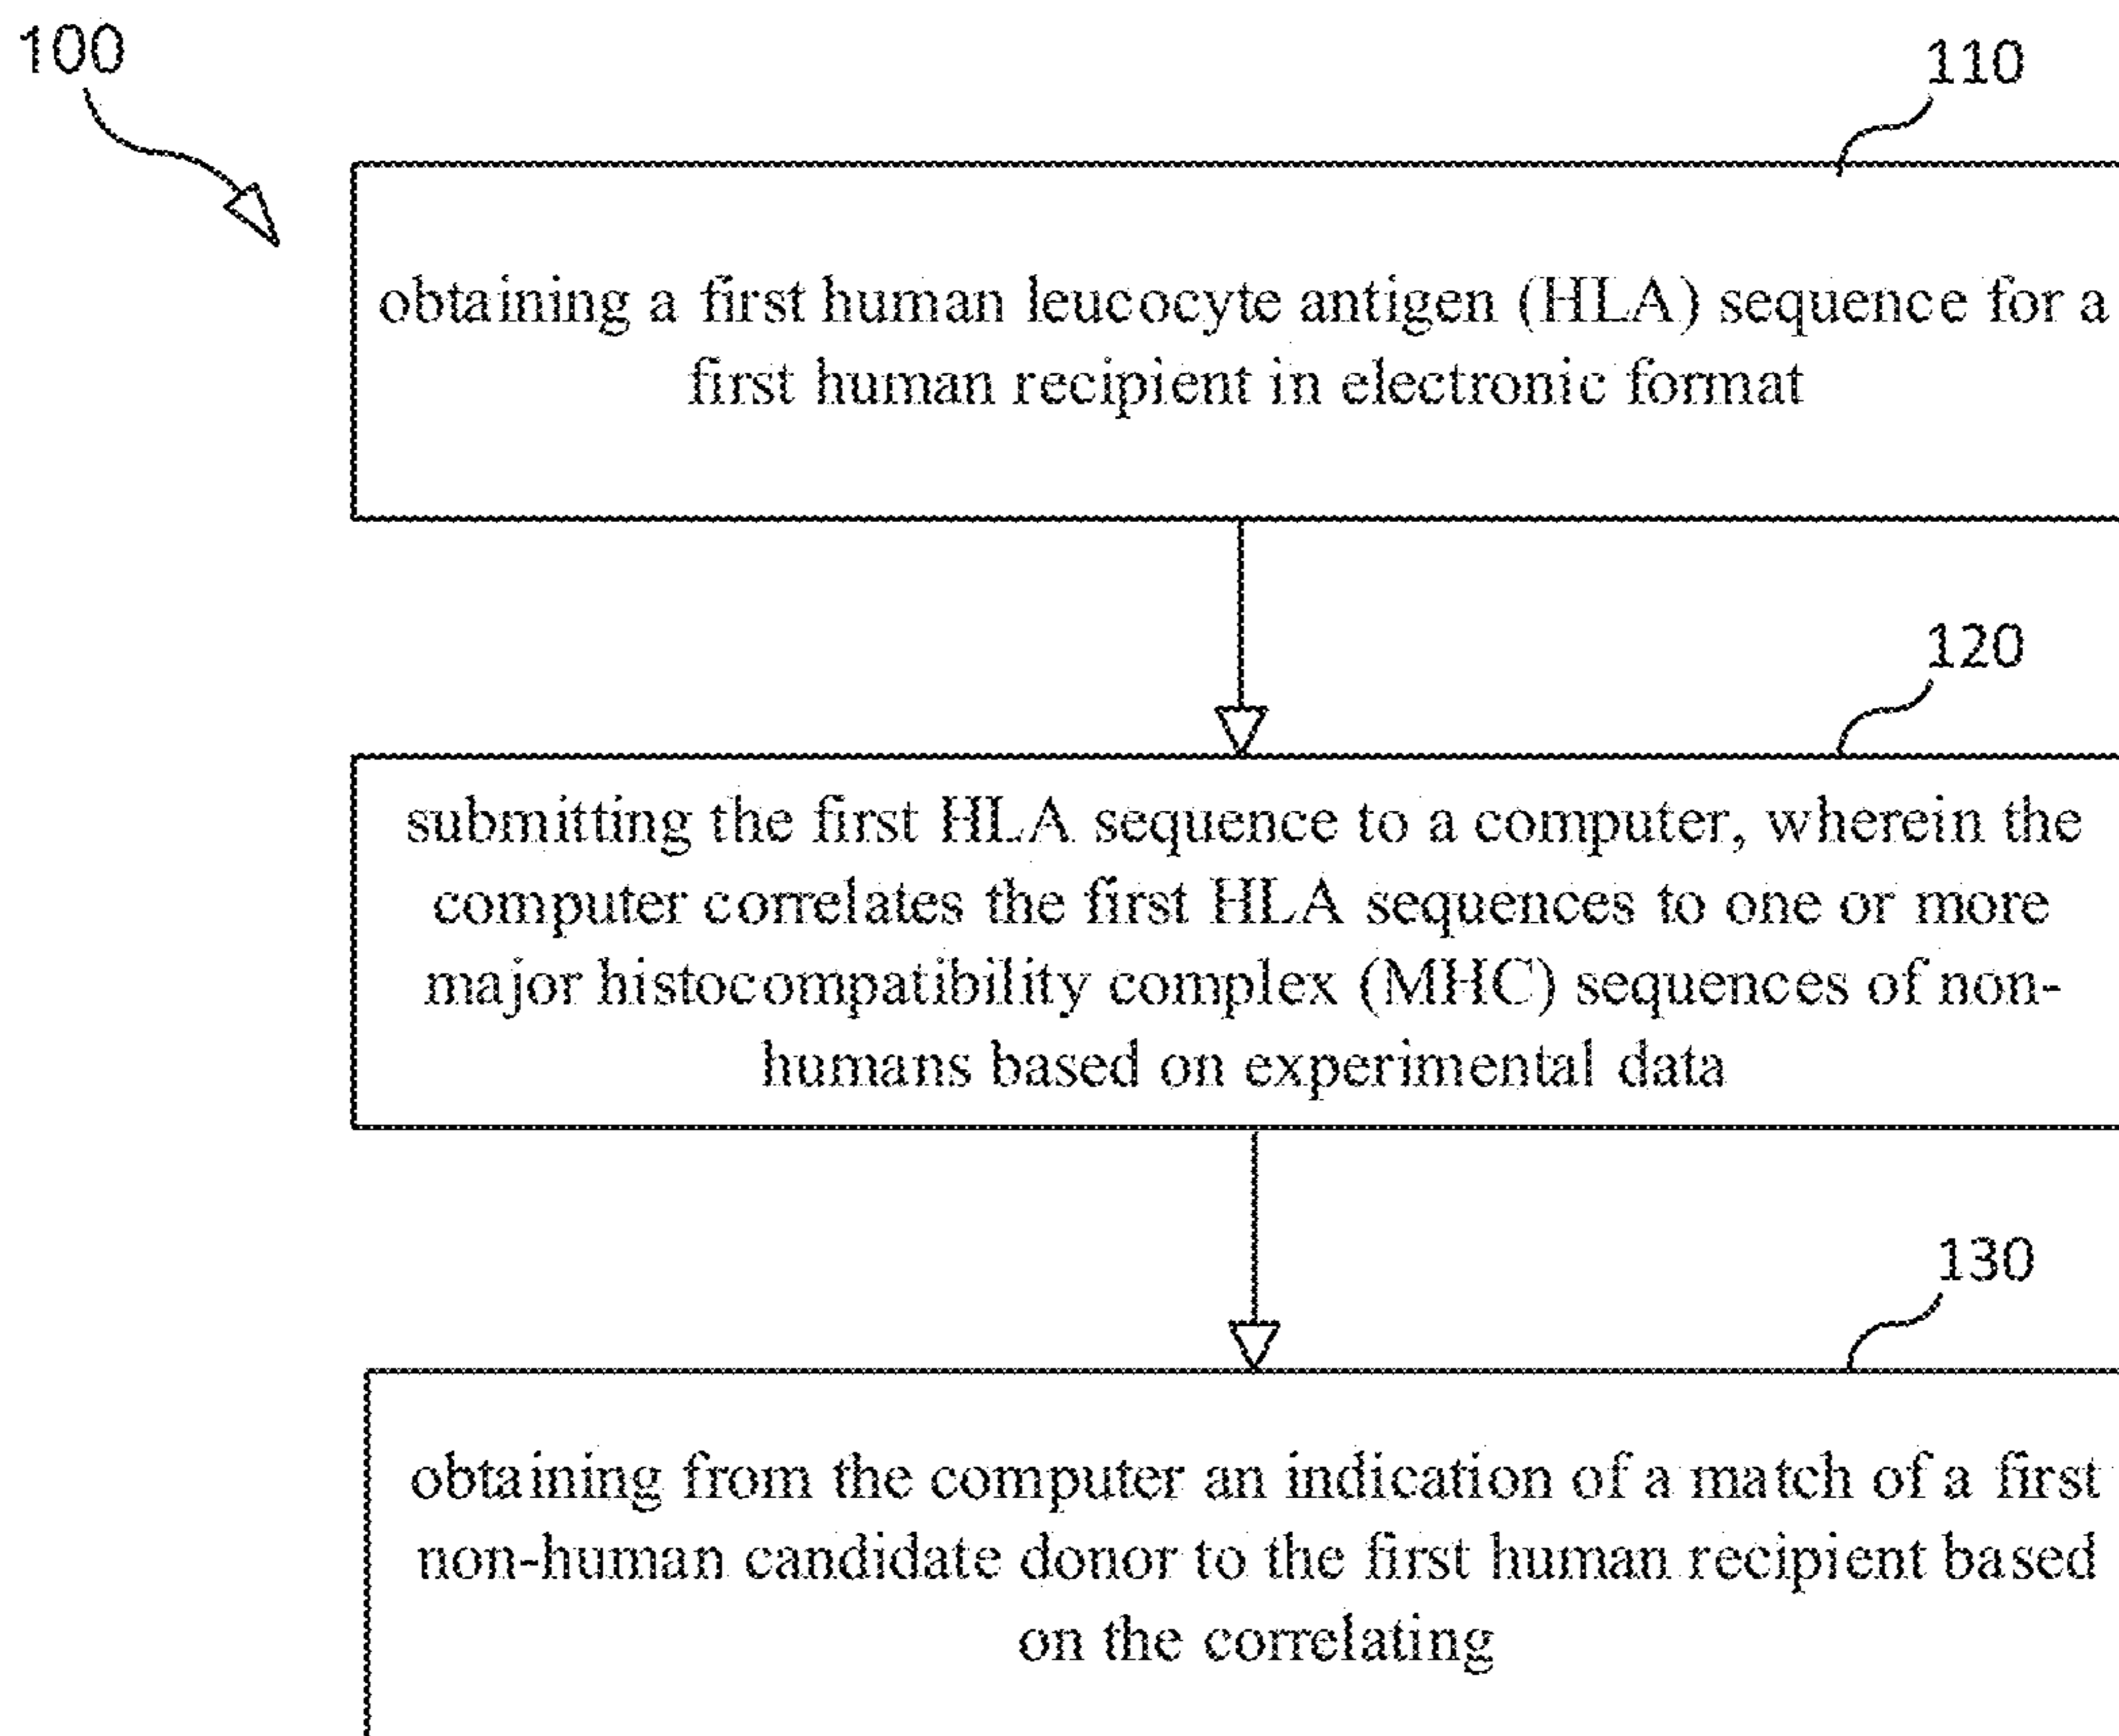 100
110
obtaining a first human leucocyte antigen (HLA) sequence for a
first human recipient in electronic format
120
submitting the first HLA sequence to a computer, wherein the
computer correlates the first HLA sequences to one or more
major histocompatibility complex (MHC) sequences of non-
humans based on experimental data
130
obtaining from the computer an indication of a match of a first
non-human candidate donor to the first human recipient based
on the correlating